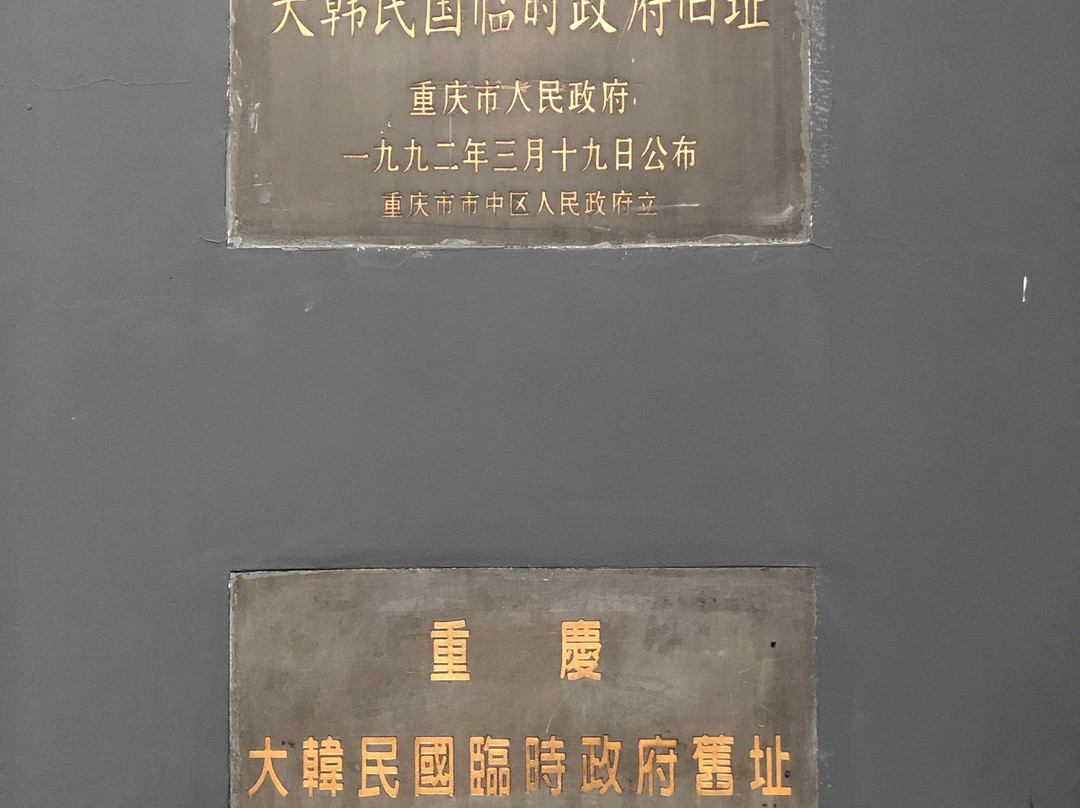 大韩民国临时政府旧址
重庆市人民政府
一九九二年三月十九日公布
重庆市市中区人民政府立
重慶
大韓民國臨時政府舊址